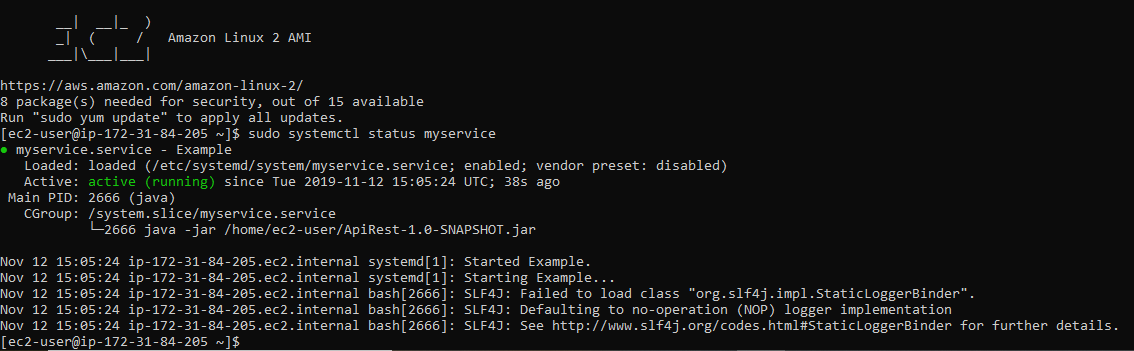 __|  __|_  )
       _|  (     /   Amazon Linux 2 AMI
      ___|\___|___|
https://aws.amazon.com/amazon-linux-2/
8 package(s) needed for security, out of 15 available
Run "sudo yum update" to apply all updates.
[ec2-user@ip-172-31-84-205 ~]$ sudo systemctl status myservice
● myservice.service - Example
   Loaded: loaded (/etc/systemd/system/myservice.service; enabled; vendor preset: disabled)
   Active: active (running) since Tue 2019-11-12 15:05:24 UTC; 38s ago
 Main PID: 2666 (java)
   CGroup: /system.slice/myservice.service
           └─2666 java -jar /home/ec2-user/ApiRest-1.0-SNAPSHOT.jar
Nov 12 15:05:24 ip-172-31-84-205.ec2.internal systemd[1]: Started Example.
Nov 12 15:05:24 ip-172-31-84-205.ec2.internal systemd[1]: Starting Example...
Nov 12 15:05:24 ip-172-31-84-205.ec2.internal bash[2666]: SLF4J: Failed to load class "org.slf4j.impl.StaticLoggerBinder".
Nov 12 15:05:24 ip-172-31-84-205.ec2.internal bash[2666]: SLF4J: Defaulting to no-operation (NOP) logger implementation
Nov 12 15:05:24 ip-172-31-84-205.ec2.internal bash[2666]: SLF4J: See http://www.slf4j.org/codes.html#StaticLoggerBinder for further details.
[ec2-user@ip-172-31-84-205 ~]$